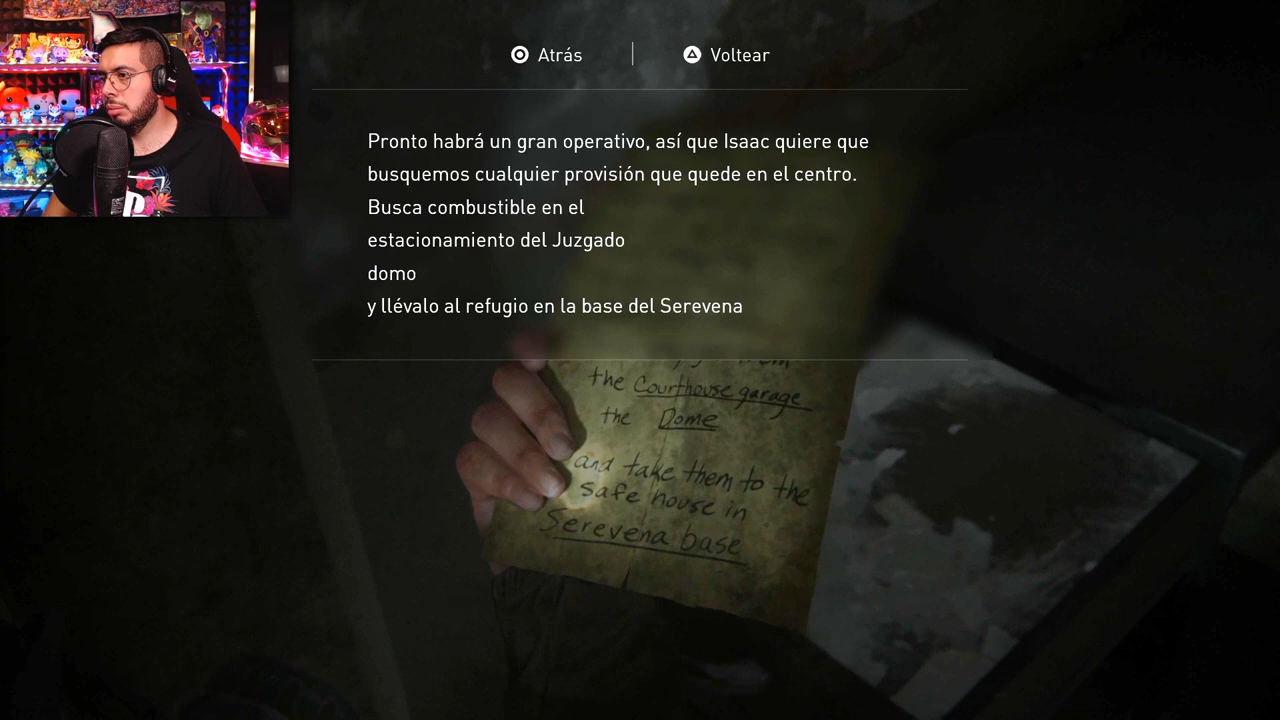 Atrás | Voltear
Pronto habrá un gran operativo, así que Isaac quiere que
busquemos cualquier provisión que quede en el centro.
Busca combustible en el
estacionamiento del Juzgado
domo
y llévalo al refugio en la base del Serevena
the Courthouse garage
the Dome
and take them to the
safe house in
Serevena base